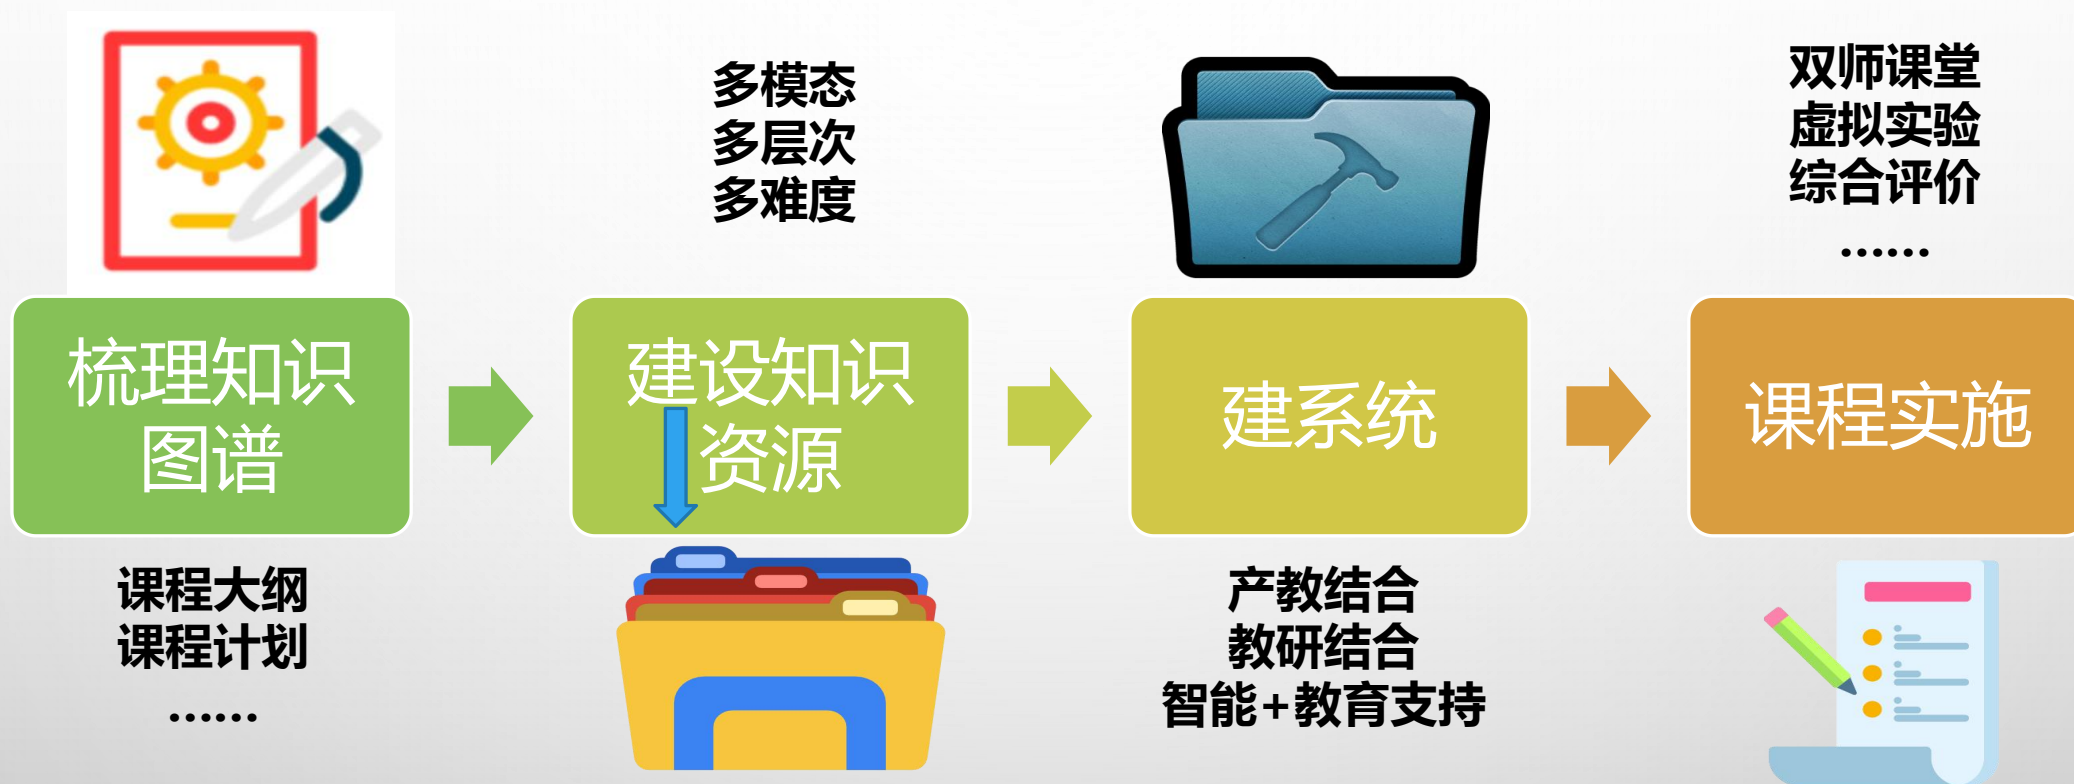 多模态
多层次
多难度
双师课堂
虚拟实验
综合评价
……
梳理知识
图谱
建设知识
资源
建系统
课程实施
课程大纲
课程计划
……
产教结合
教研结合
智能+教育支持